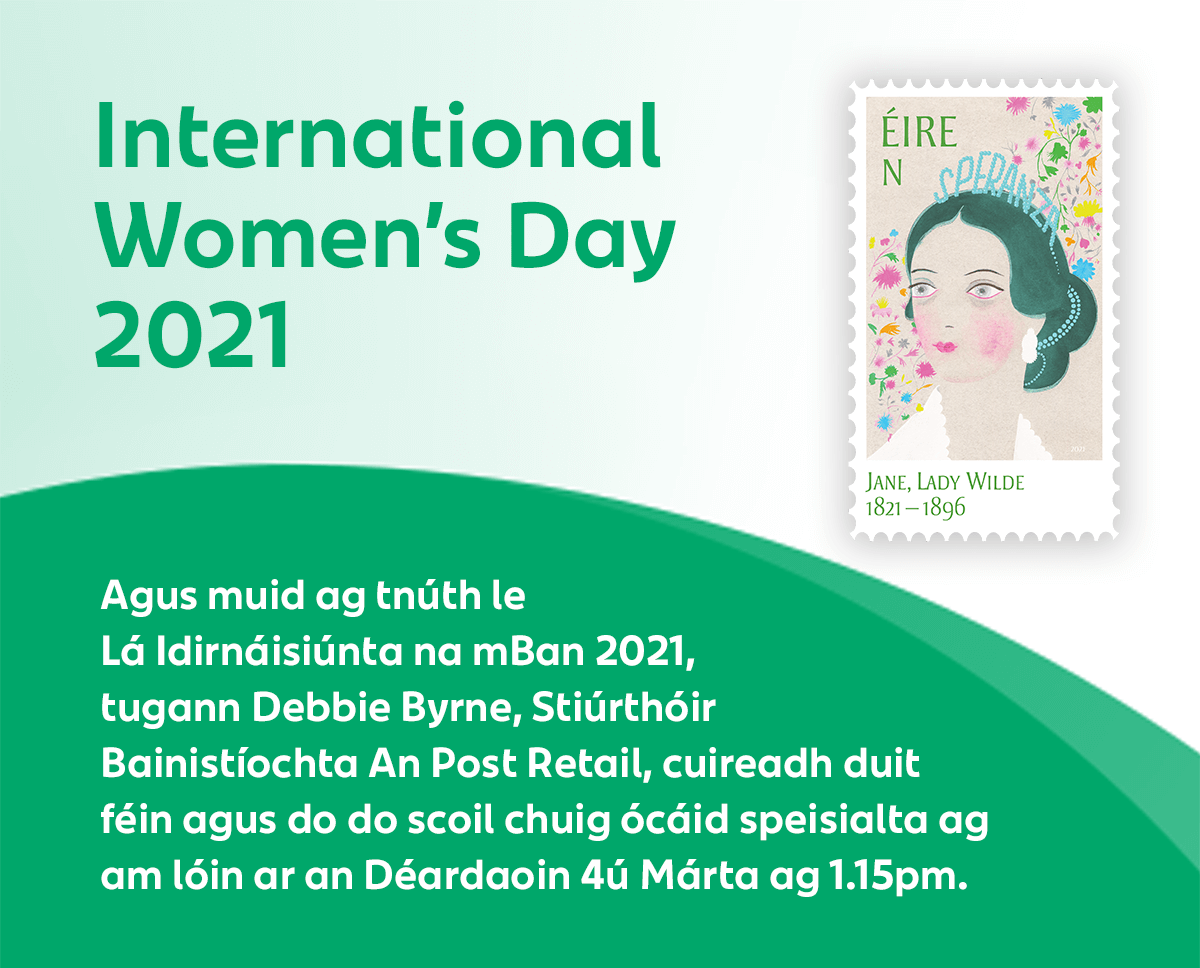 International
Women's Day
2021
ÉIRE
N
SPERANZA
2021
JANE, LADY WILDE
1821 – 1896
Agus muid ag tnúth le
Lá Idirnáisiúnta na mBan 2021,
tugann Debbie Byrne, Stiúrthóir
Bainistíochta An Post Retail, cuireadh duit
féin agus do do scoil chuig ócáid speisialta ag
am lóin ar an Déardaoin 4ú Márta ag 1.15pm.